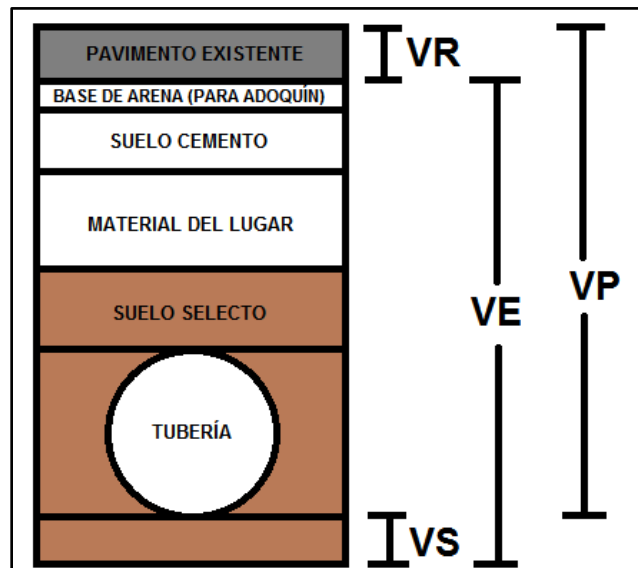 PAVIMENTO EXISTENTE
VR
BASE DE ARENA (PARA ADOQUÍN)
SUELO CEMENTO
MATERIAL DEL LUGAR
VP
VE
SUELO SELECTO
TUBERÍA
VS